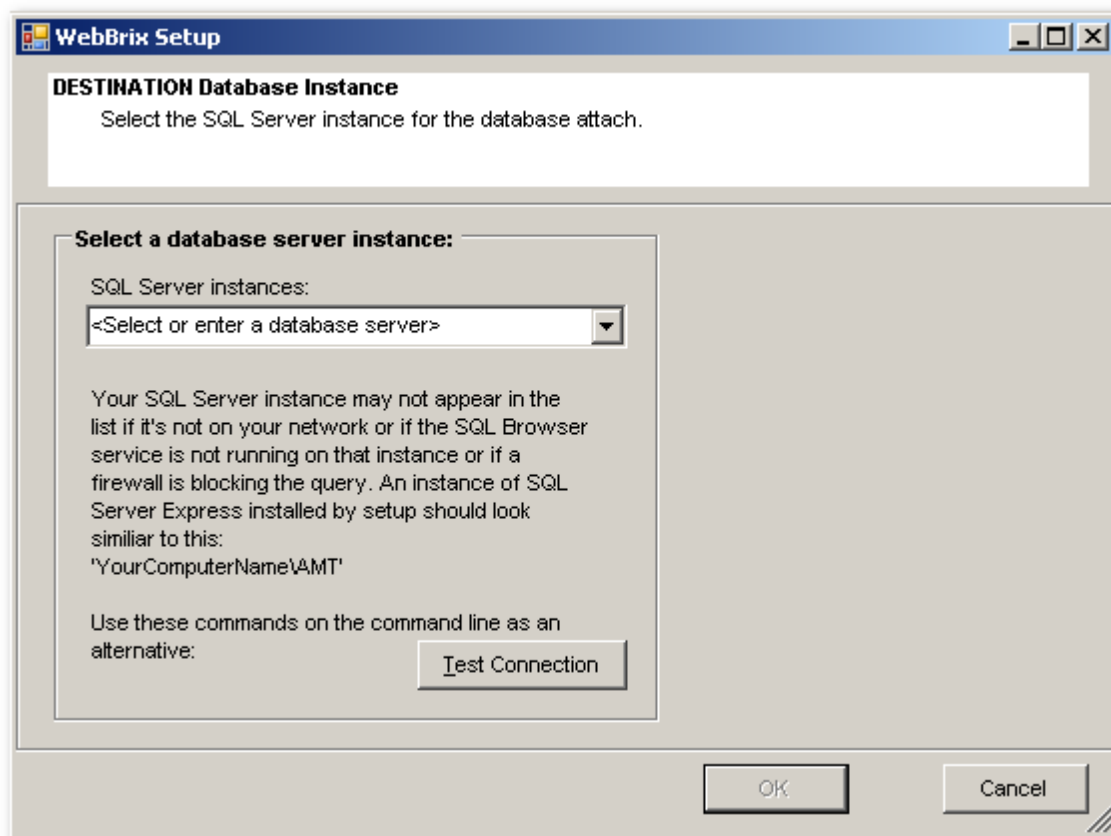 WebBrix Setup
DESTINATION Database Instance
Select the SQL Server instance for the database attach.
Select a database server instance:
SQL Server instances:
<Select or enter a database server>
Your SQL Server instance may not appear in the
list if it's not on your network or if the SQL Browser
service is not running on that instance or if a
firewall is blocking the query. An instance of SQL
Server Express installed by setup should look
similiar to this:
'YourComputerName\AMT'
Use these commands on the command line as an
alternative:
Test Connection
OK
Cancel